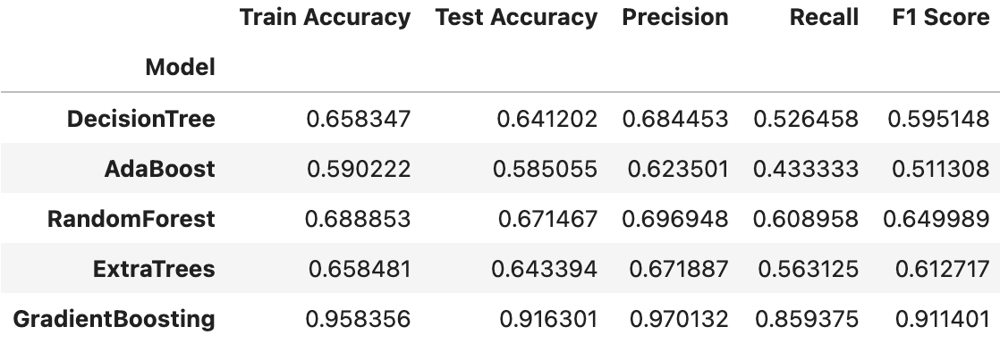 Train Accuracy Test Accuracy Precision Recall F1 Score
Model
DecisionTree 0.658347 0.641202 0.684453 0.526458 0.595148
AdaBoost 0.590222 0.585055 0.623501 0.433333 0.511308
RandomForest 0.688853 0.671467 0.696948 0.608958 0.649989
ExtraTrees 0.658481 0.643394 0.671887 0.563125 0.612717
GradientBoosting 0.958356 0.916301 0.970132 0.859375 0.911401